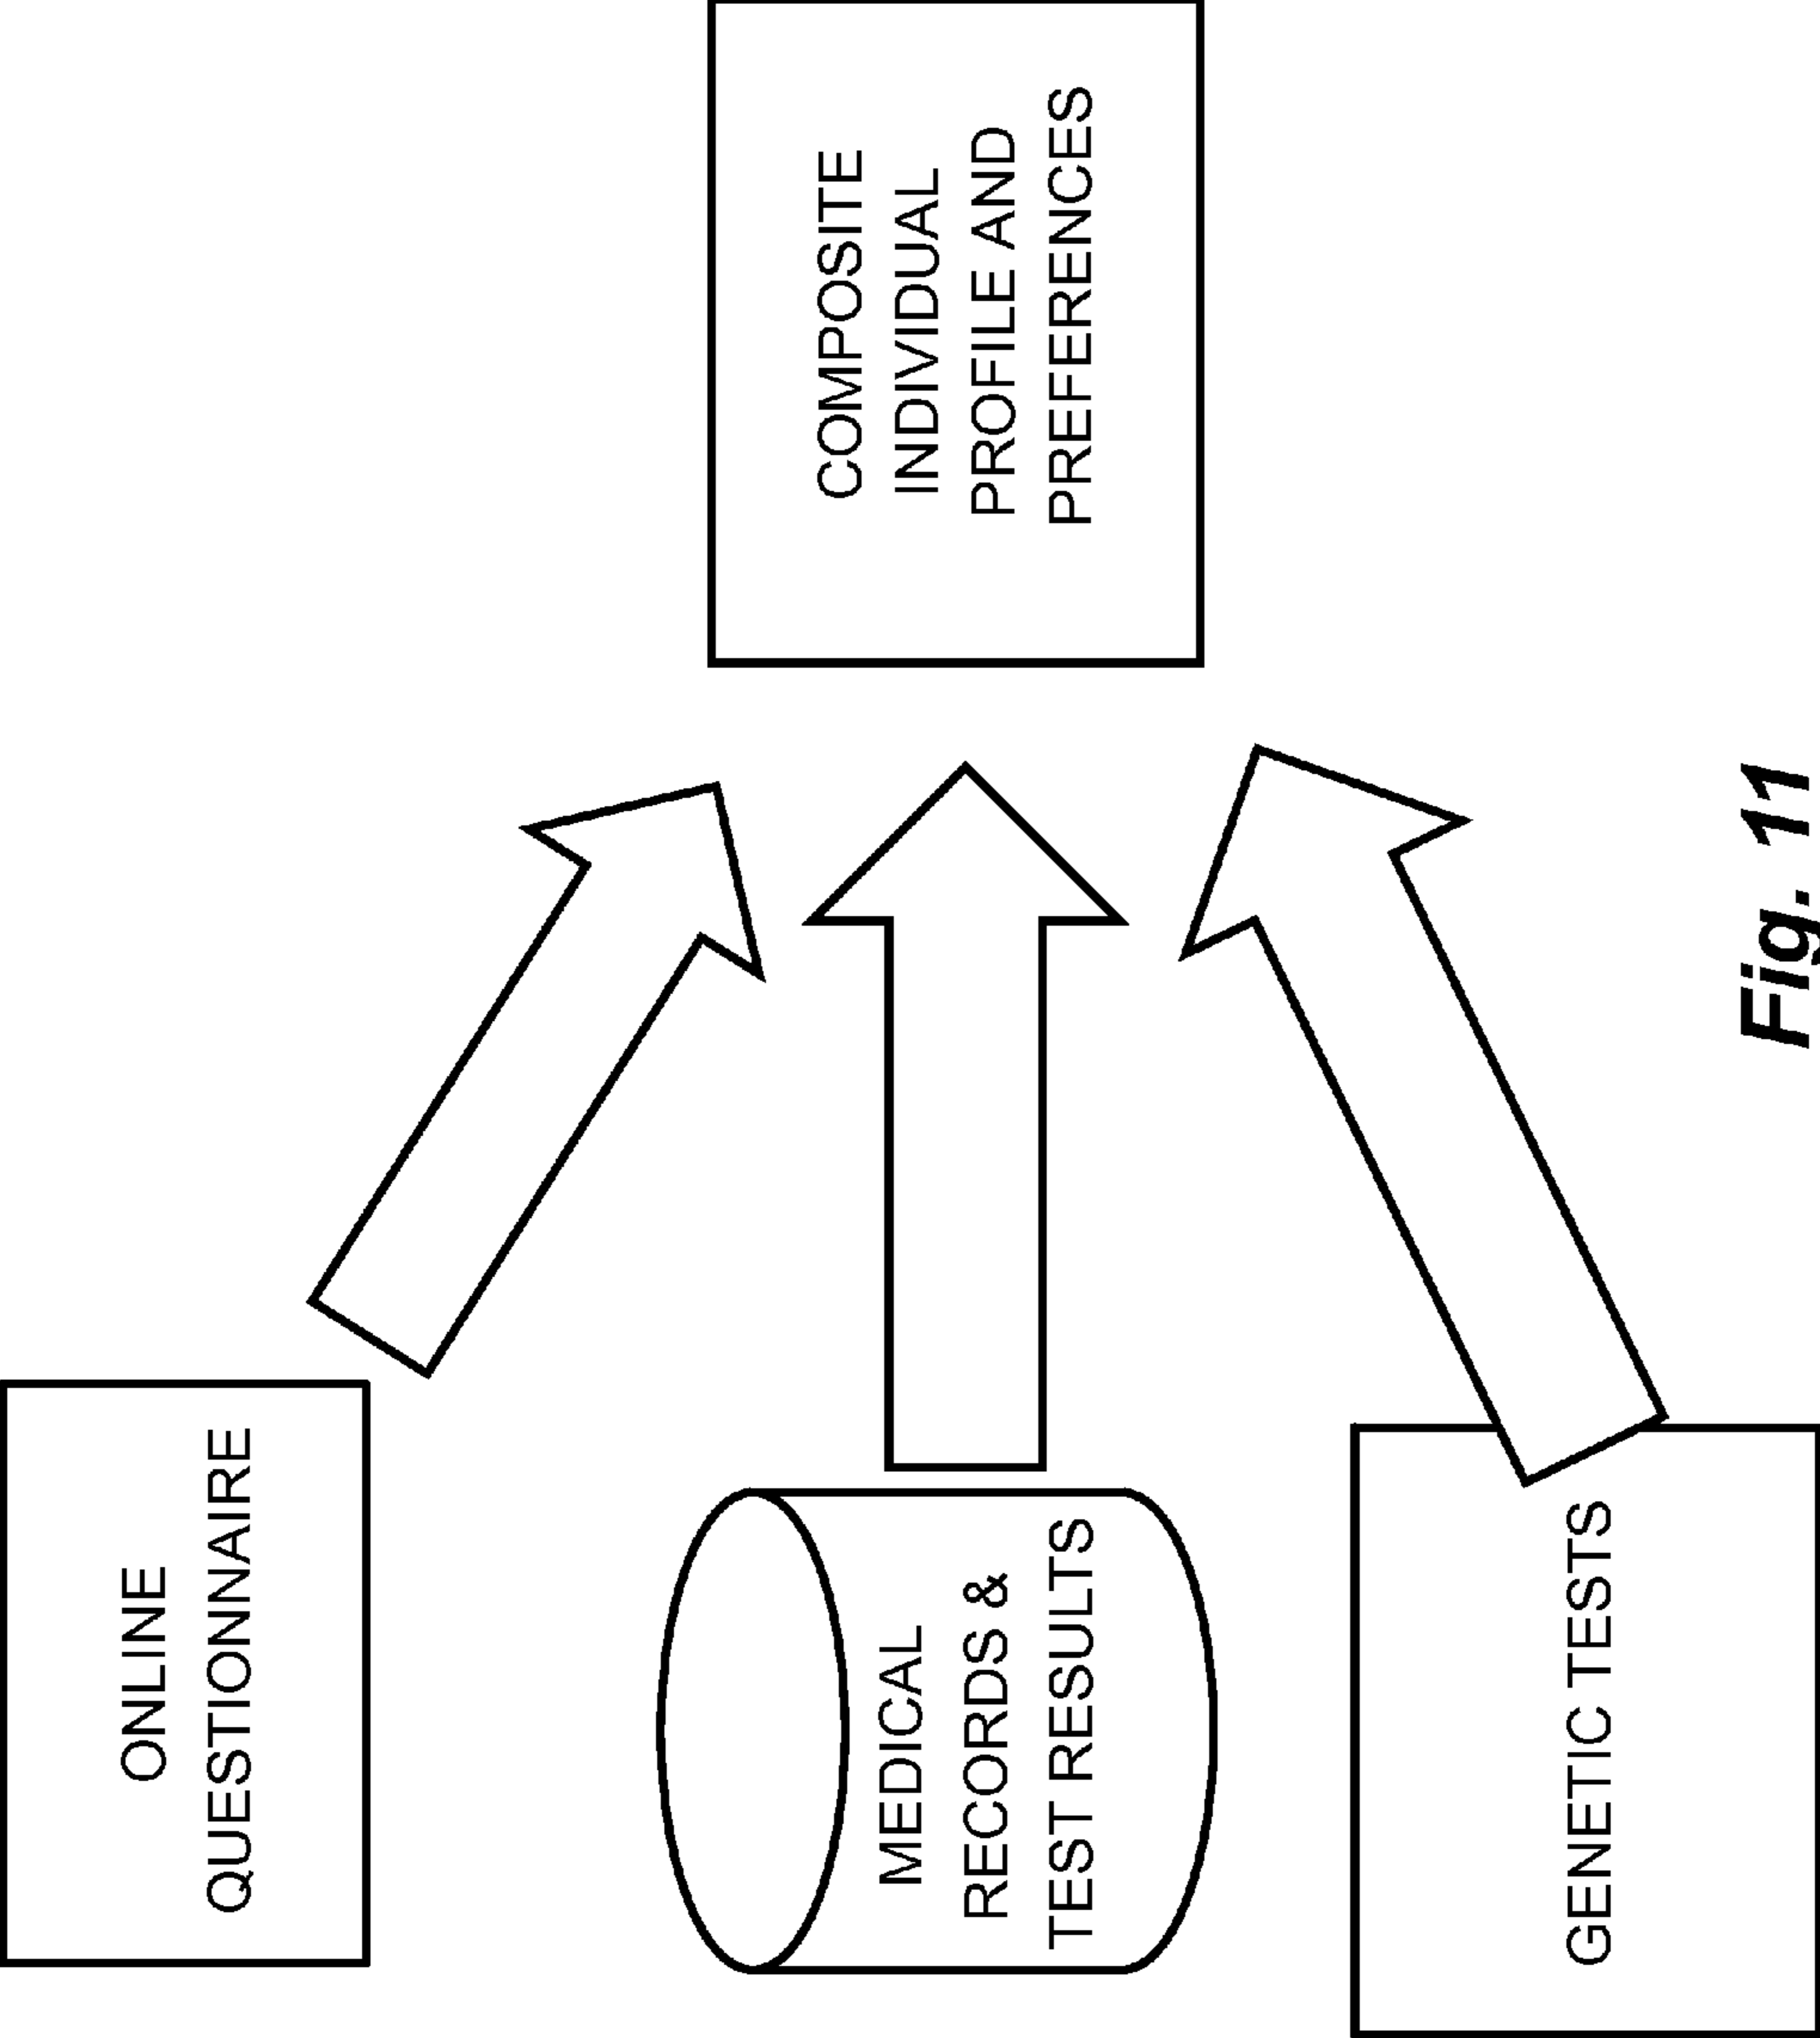 ONLINE
QUESTIONNAIRE
MEDICAL
RECORDS &
TEST RESULTS
GENETIC TESTS
COMPOSITE
INDIVIDUAL
PROFILE AND
PREFERENCES
Fig. 11